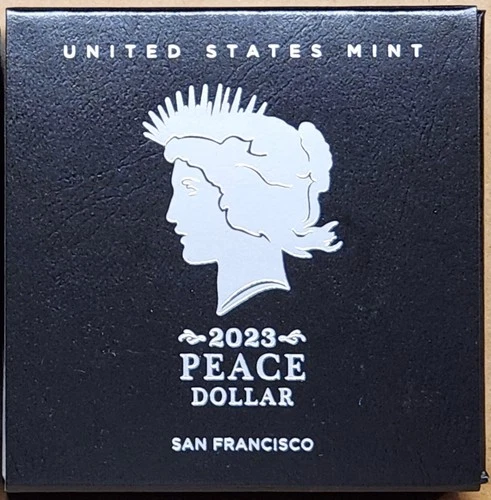 UNITED STATES MINT
2023
PEACE
DOLLAR
SAN FRANCISCO